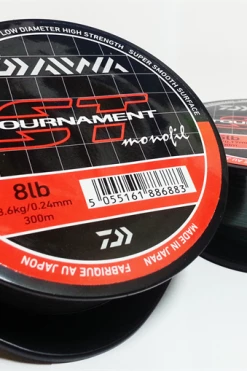 LOW DIAMETER HIGH STRENGTH • SUPER SMOOTH SURFACE
DAIWA
TOURNAMENT
ST
monofil
8lb
3.6kg/0.24mm
300m
5 055161 886883
MADE IN JAPAN
FABRIQUE AU JAPON